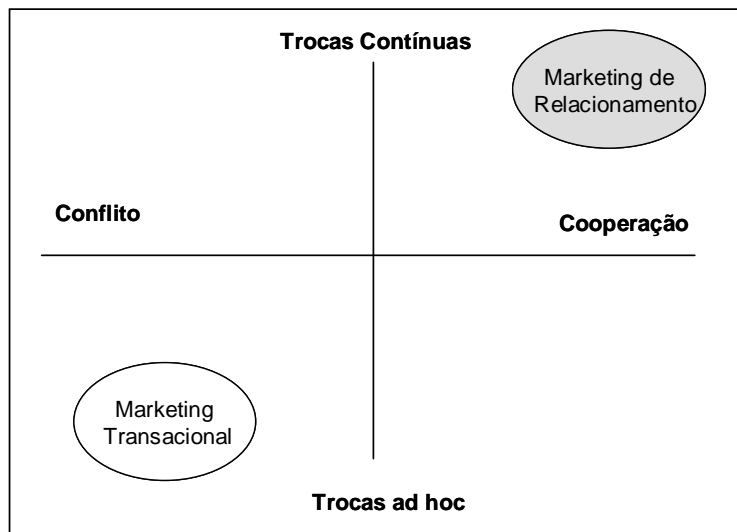 Trocas Contínuas
Marketing de
Relacionamento
Conflito
Cooperação
Marketing
Transacional
Trocas ad hoc